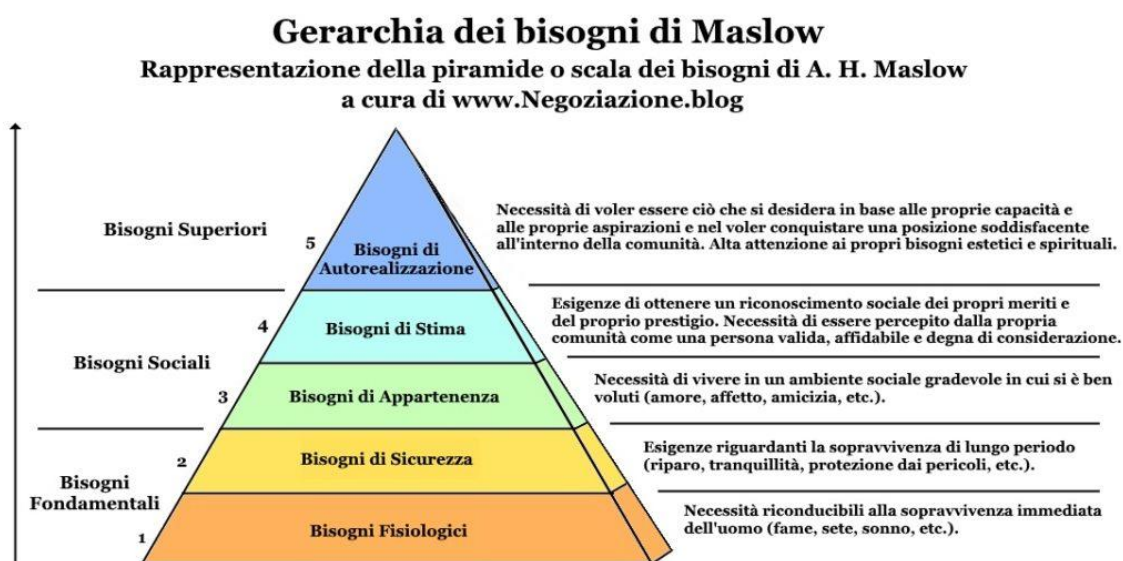 Gerarchia dei bisogni di Maslow
Rappresentazione della piramide o scala dei bisogni di A. H. Maslow
a cura di www.Negoziazione.blog
Bisogni Superiori
5
Bisogni di
Autorealizzazione
Necessità di voler essere ciò che si desidera in base alle proprie capacità e
alle proprie aspirazioni e nel voler conquistare una posizione soddisfacente
all'interno della comunità. Alta attenzione ai propri bisogni estetici e spirituali.
Bisogni Sociali
4
Bisogni di Stima
Esigenze di ottenere un riconoscimento sociale dei propri meriti e
del proprio prestigio. Necessità di essere percepito dalla propria
comunità come una persona valida, affidabile e degna di considerazione.
3
Bisogni di Appartenenza
Necessità di vivere in un ambiente sociale gradevole in cui si è ben
voluti (amore, affetto, amicizia, etc.).
Bisogni
Fondamentali
2
Bisogni di Sicurezza
Esigenze riguardanti la sopravvivenza di lungo periodo
(riparo, tranquillità, protezione dai pericoli, etc.).
1
Bisogni Fisiologici
Necessità riconducibili alla sopravvivenza immediata
dell'uomo (fame, sete, sonno, etc.).